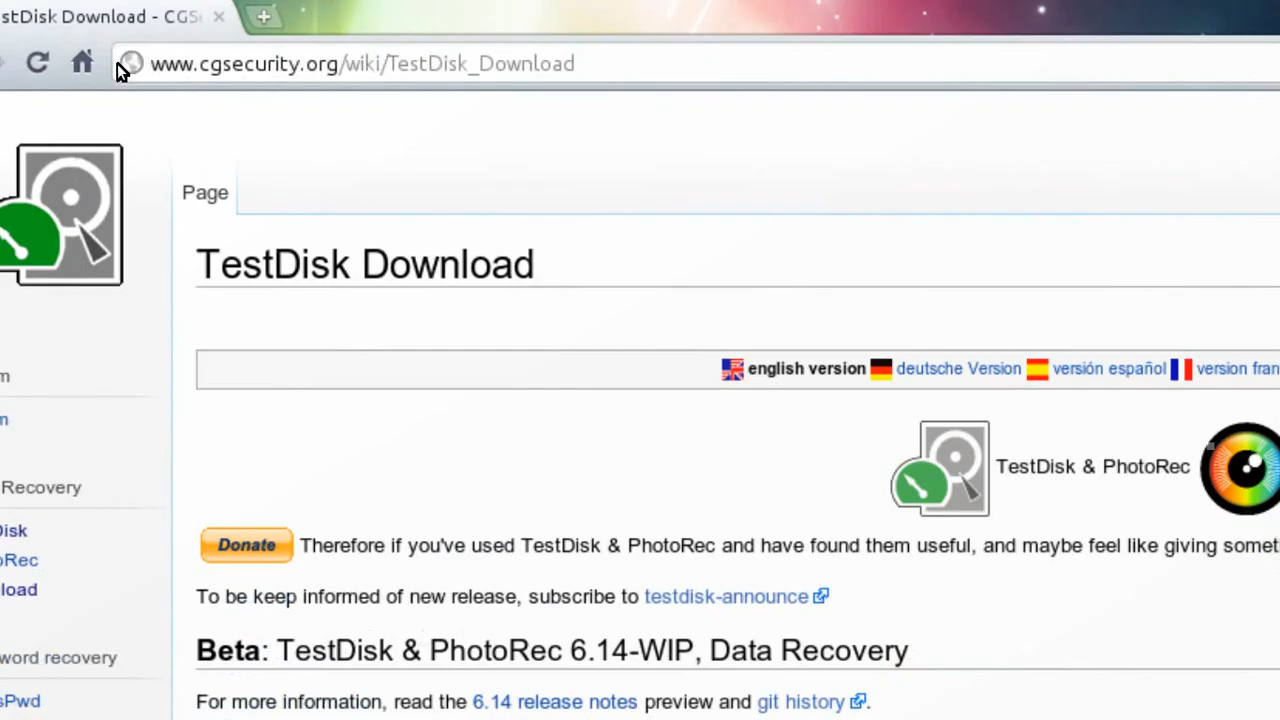 stDisk Download - CGS
www.cgsecurity.org/wiki/TestDisk_Download
Page
TestDisk Download
english version deutsche Version versión español version fran
m
m
TestDisk & PhotoRec
Recovery
Disk
oRec
load
Donate Therefore if you've used TestDisk & PhotoRec and have found them useful, and maybe feel like giving somet
To be keep informed of new release, subscribe to testdisk-announce
Beta: TestDisk & PhotoRec 6.14-WIP, Data Recovery
word recovery
sPwd
For more information, read the 6.14 release notes preview and git history.